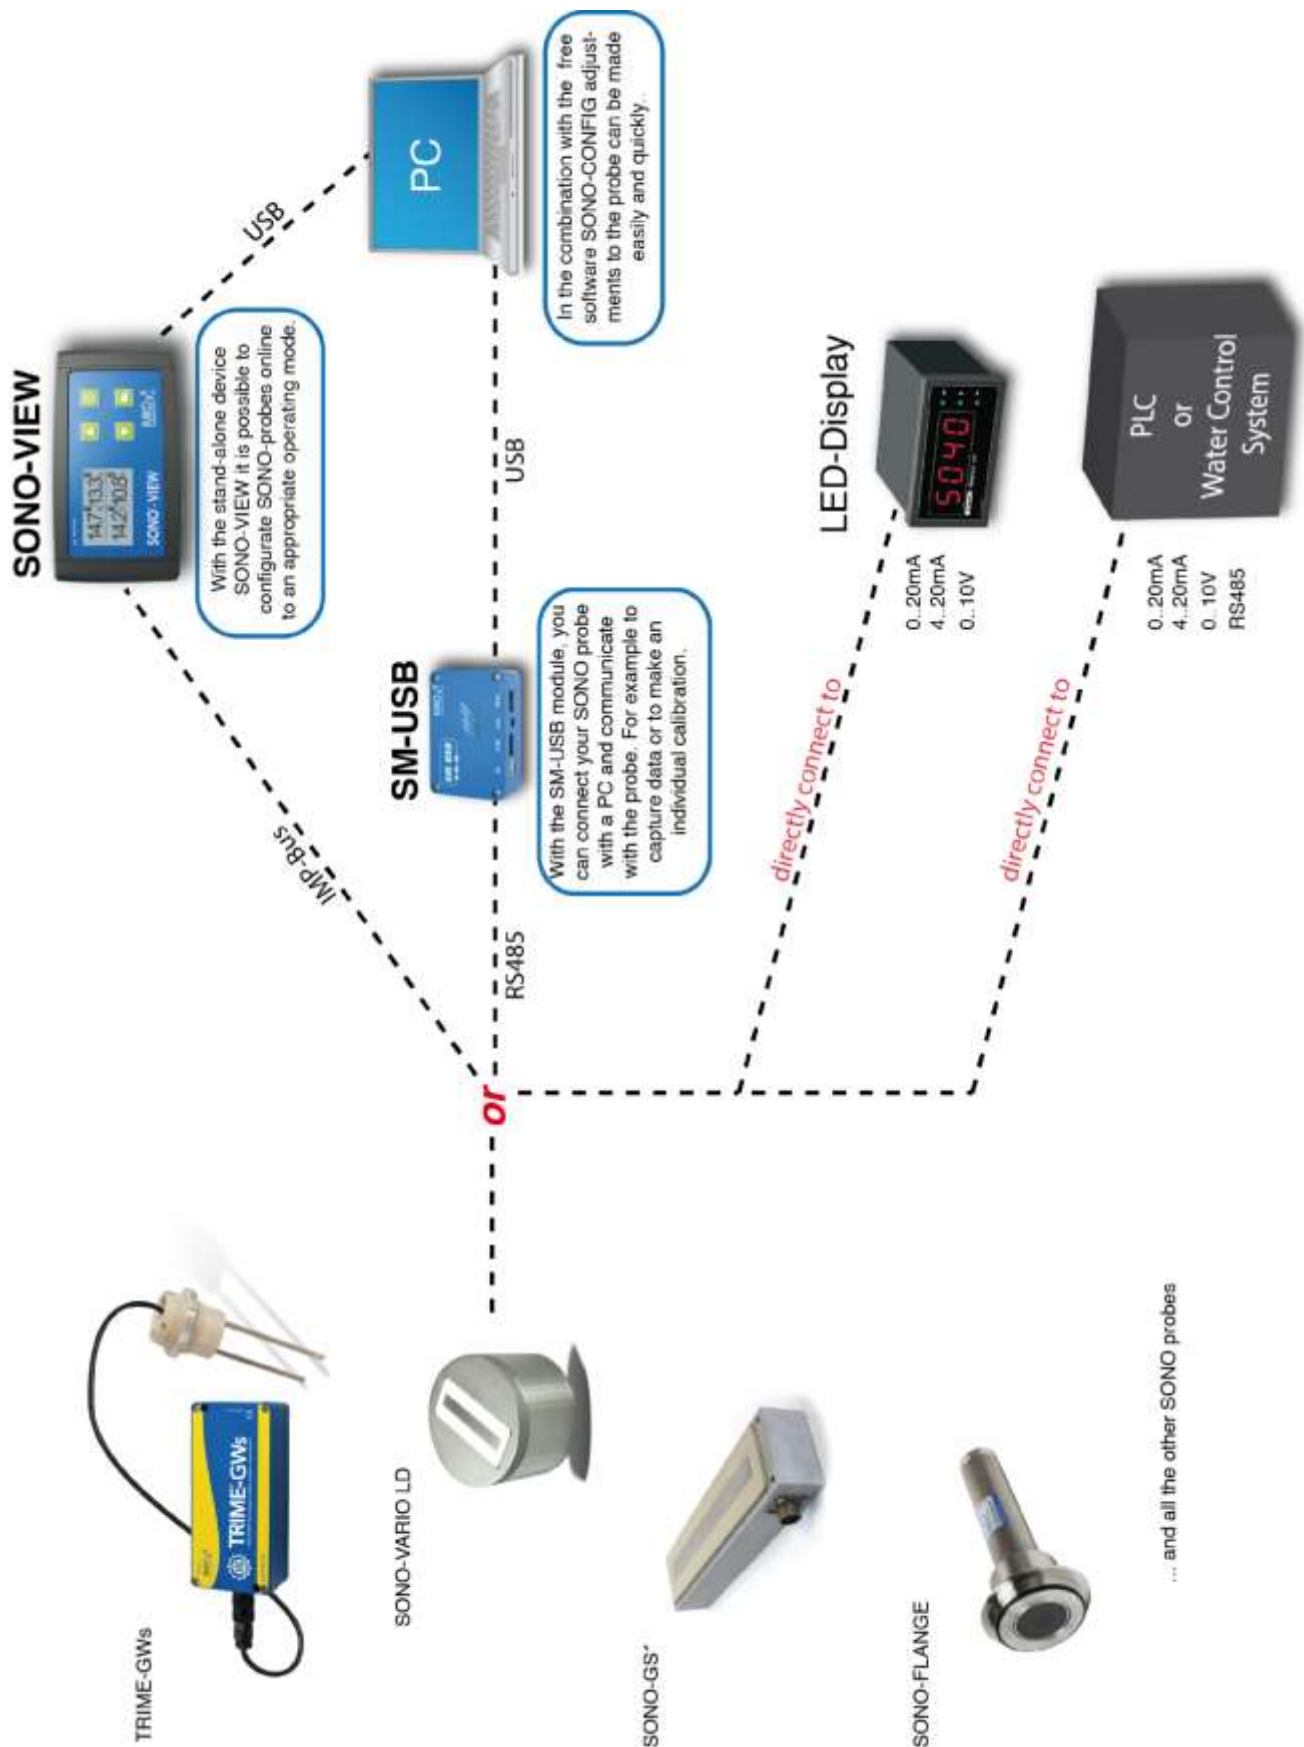 TRIME-GWs
TRIME-GWs
SONO-VARIO LD
SONO-GS
SONO-FLANGE
... and all the other SONO probes
or
IMP-Bus
SONO-VIEW
SONO-VIEW
With the stand-alone device
SONO-VIEW it is possible to
configurate SONO-probes online
to an appropriate operating mode.
USB
RS485
SM-USB
SM USB
With the SM-USB module, you
can connect your SONO probe
with a PC and communicate
with the probe. For example to
capture data or to make an
individual calibration.
USB
PC
In the combination with the free
software SONO-CONFIG adjust-
ments to the probe can be made
easily and quickly..
directly connect to
0..20mA
4..20mA
0..10V
LED-Display
5040
directly connect to
0..20mA
4..20mA
0..10V
RS485
PLC
or
Water Control
System